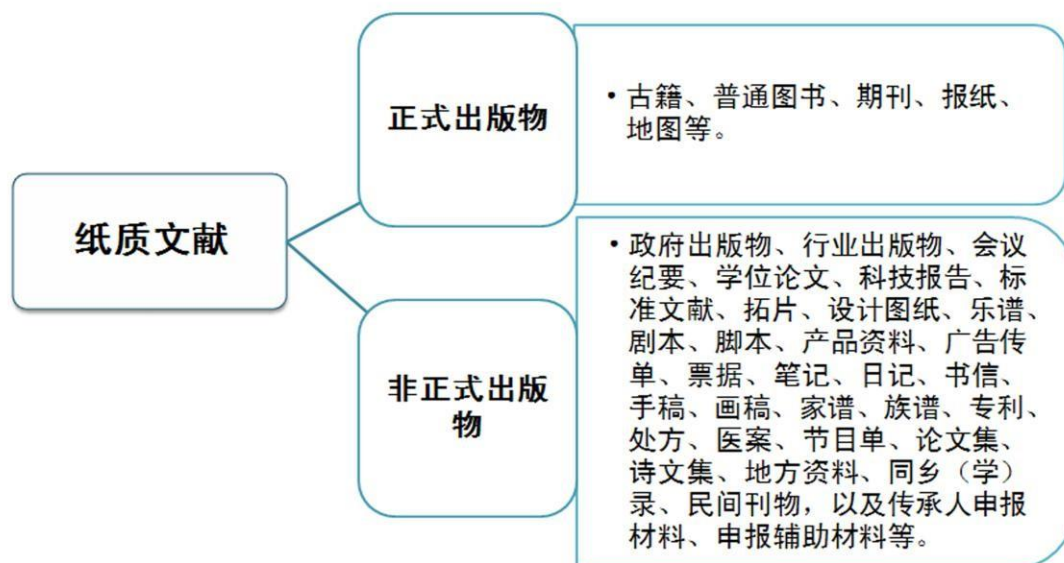 纸质文献
正式出版物
• 古籍、普通图书、期刊、报纸、
地图等。
非正式出版
物
• 政府出版物、行业出版物、会议
纪要、学位论文、科技报告、标
准文献、拓片、设计图纸、乐谱、
剧本、脚本、产品资料、广告传
单、票据、笔记、日记、书信、
手稿、画稿、家谱、族谱、专利、
处方、医案、节目单、论文集、
诗文集、地方资料、同乡（学）
录、民间刊物，以及传承人申报
材料、申报辅助材料等。